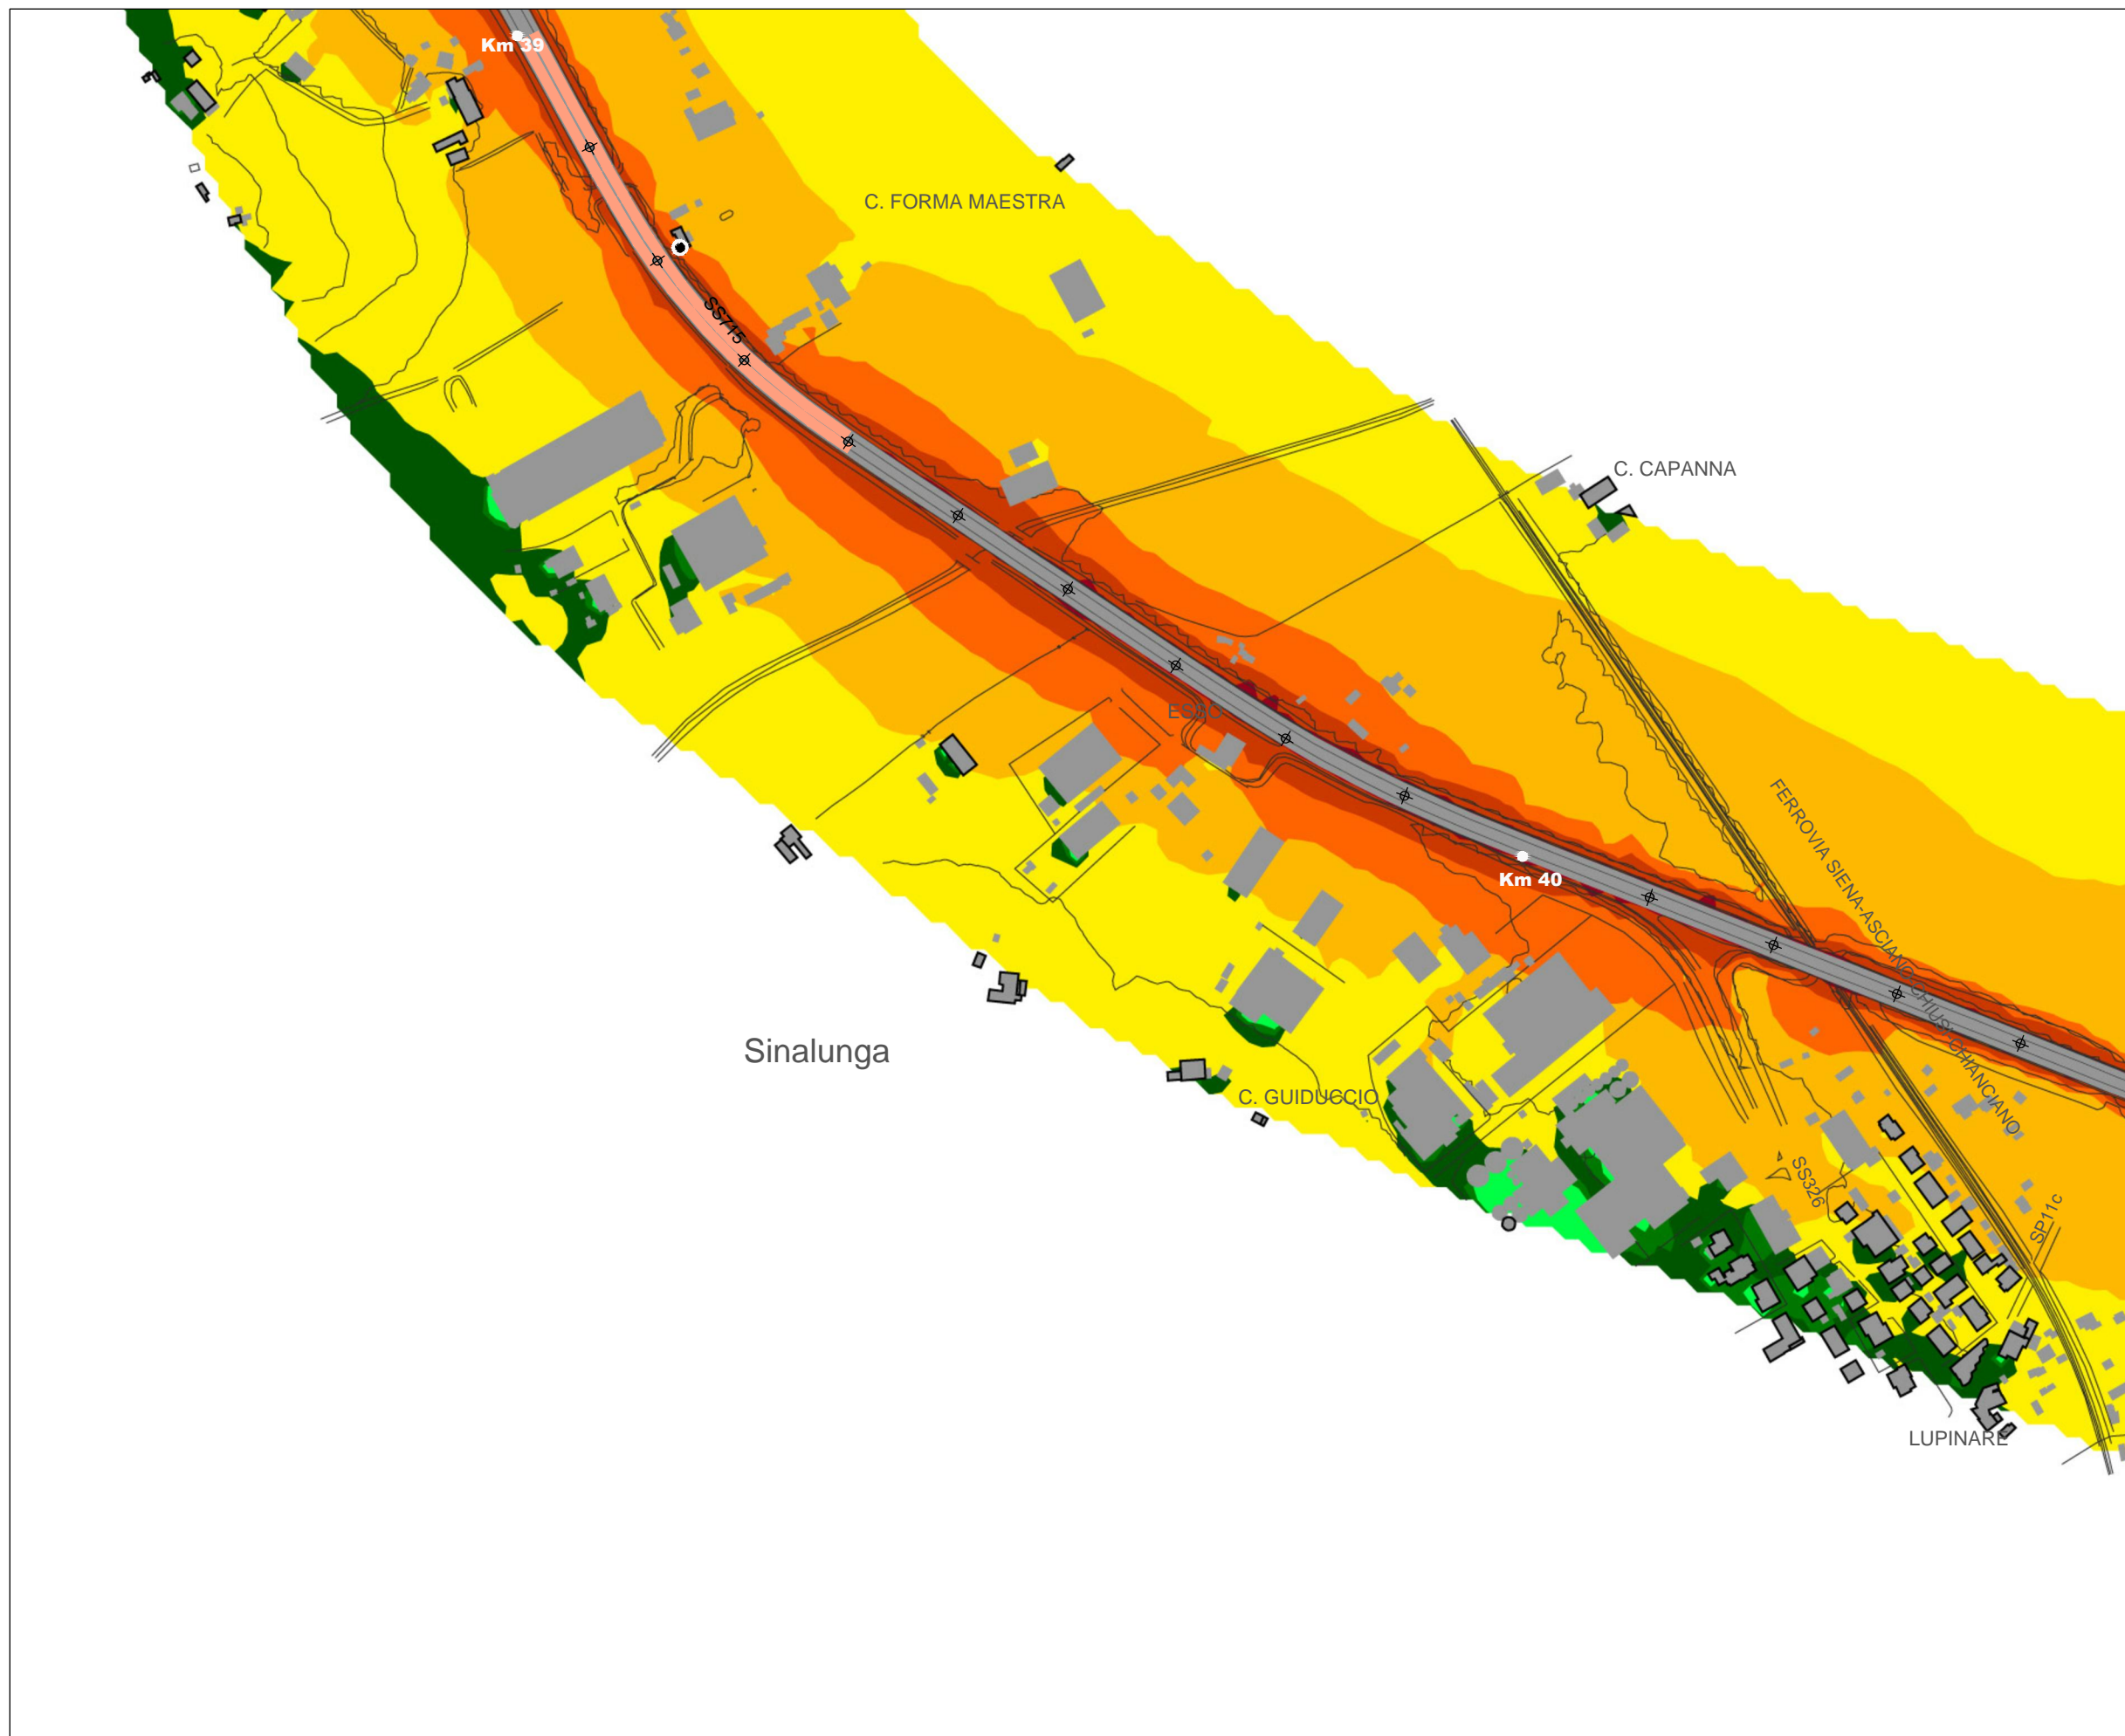 Km 39
C. FORMA MAESTRA
SS715
C. CAPANNA
ESSO
FERROVIA SIENA-ASCIANO-CHIUSI-CHIANCIANO
Km 40
Sinalunga
C. GUIDUCCIO
SS326
SP11c
LUPINARE